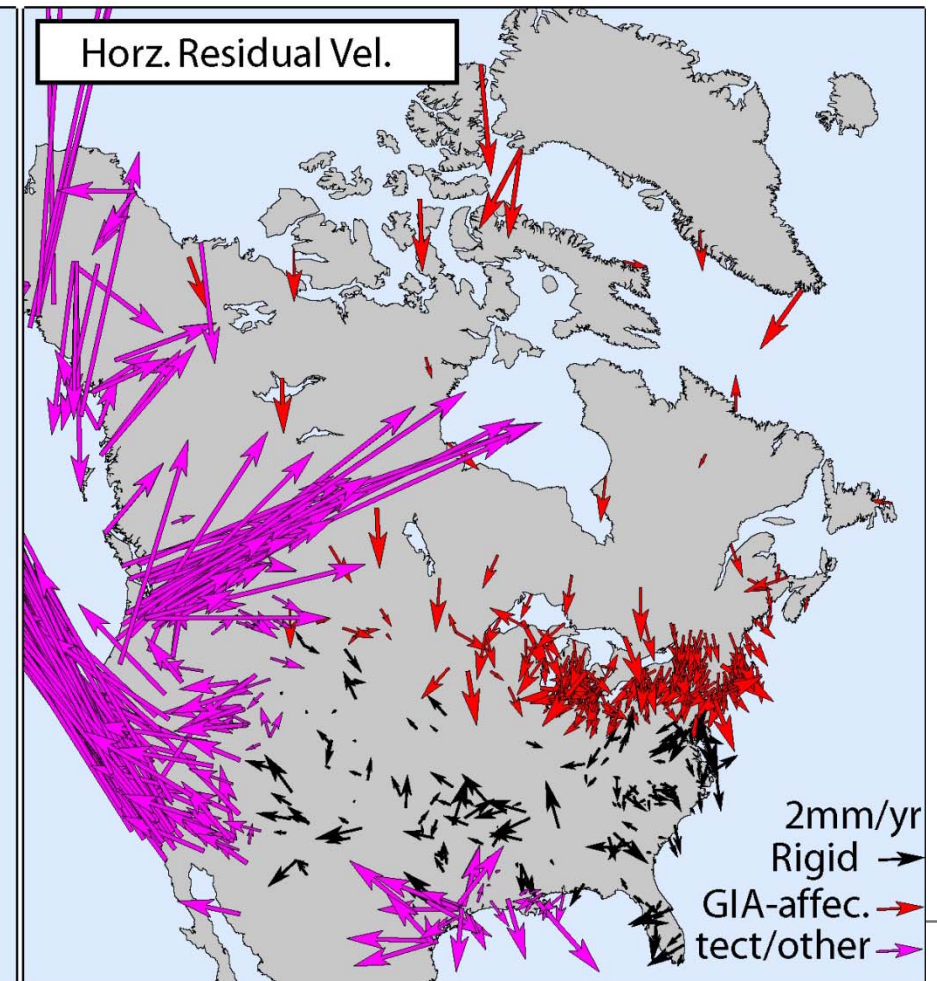 Horz. Residual Vel.
2mm/yr
Rigid
GIA-affec.
tect/other